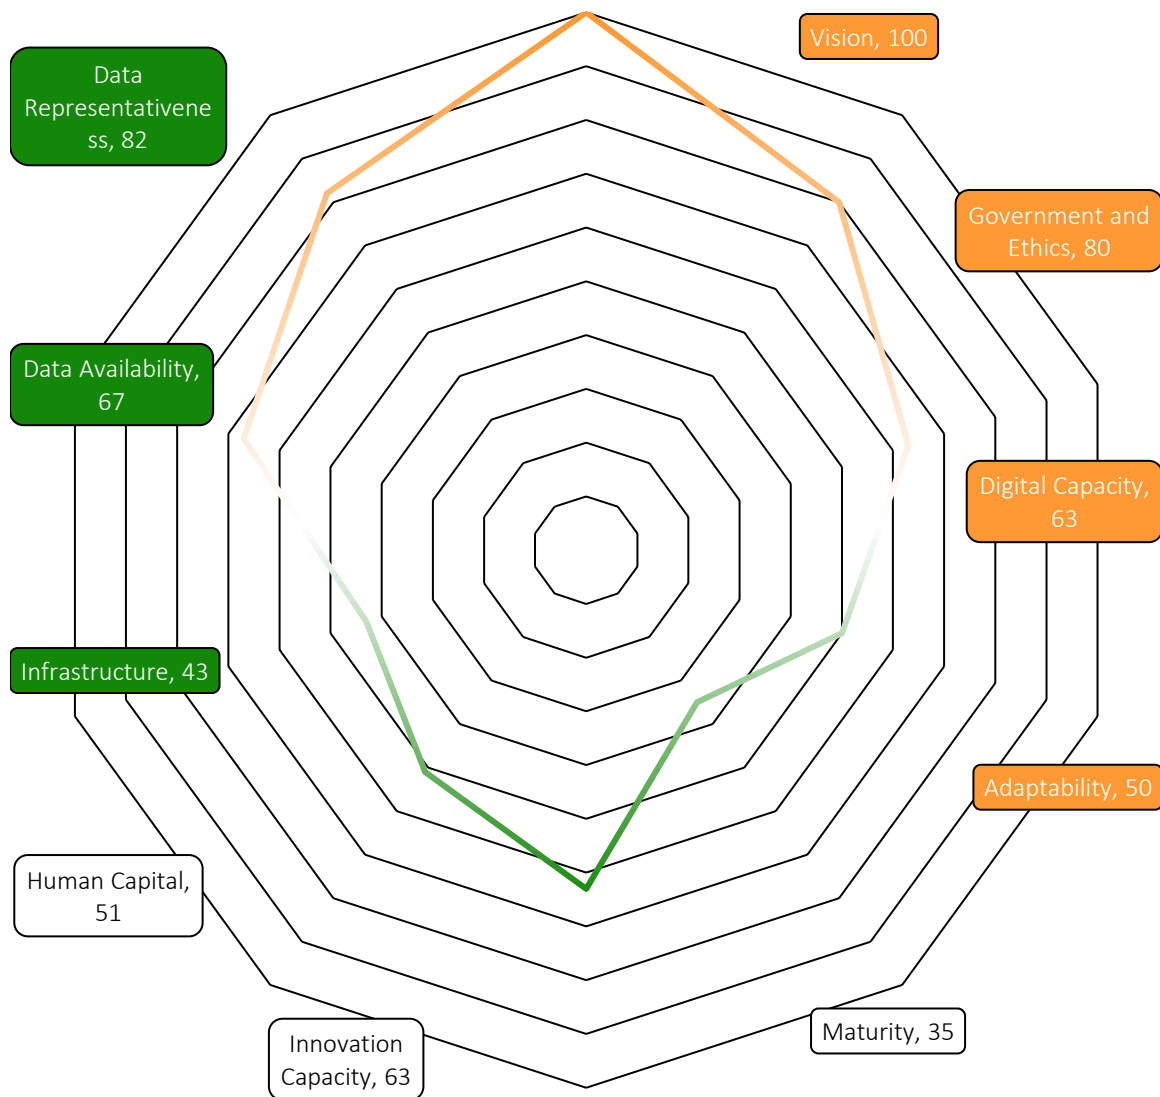 Vision, 100
Data
Representativene
ss, 82
Government and
Ethics, 80
Data Availability,
67
Digital Capacity,
63
Infrastructure, 43
Adaptability, 50
Human Capital,
51
Maturity, 35
Innovation
Capacity, 63